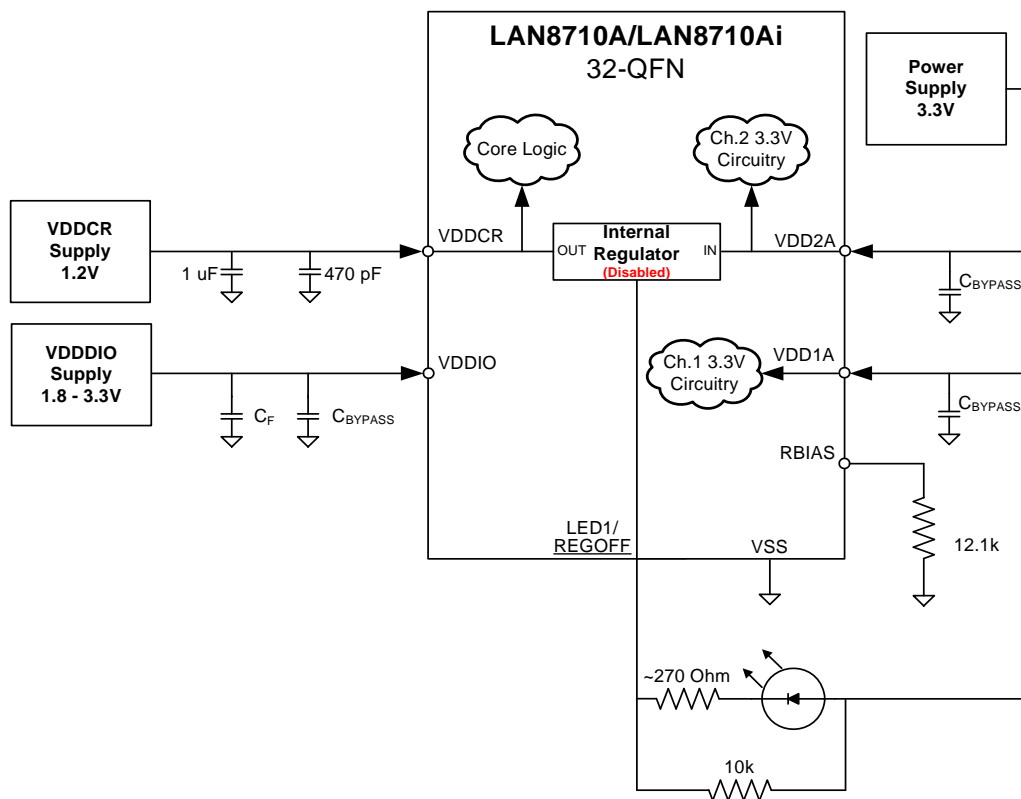 LAN8710A/LAN8710Ai
32-QFN
Power
Supply
3.3V
Core Logic
Ch.2 3.3V
Circuitry
VDDCR
Supply
1.2V
VDDCR
OUT
Internal
Regulator
(Disabled)
IN
VDD2A
1 uF
470 pF
CBYPASS
VDDDIO
Supply
1.8 - 3.3V
VDDIO
Ch.1 3.3V
Circuitry
VDD1A
CF
CBYPASS
CBYPASS
RBIAS
12.1k
LED1/
REGOFF
VSS
~270 Ohm
10k